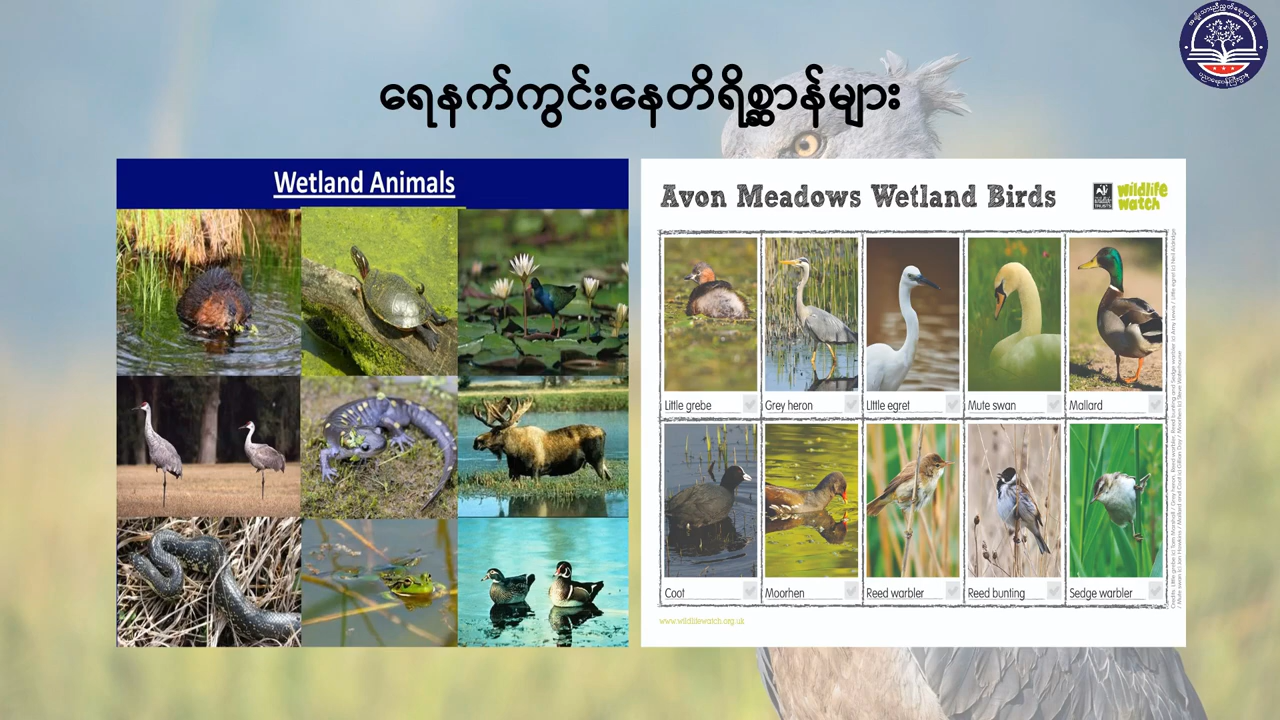 ရေနက်ကွင်းနေတိရိစ္ဆာန်များ
Wetland Animals
Avon Meadows Wetland Birds
wildlife
watch
Little grebe
Grey heron
Little egret
Mute swan
Mallard
Coot
Moorhen
Reed warbler
Reed bunting
Sedge warbler
www.wildlifewatch.org.uk